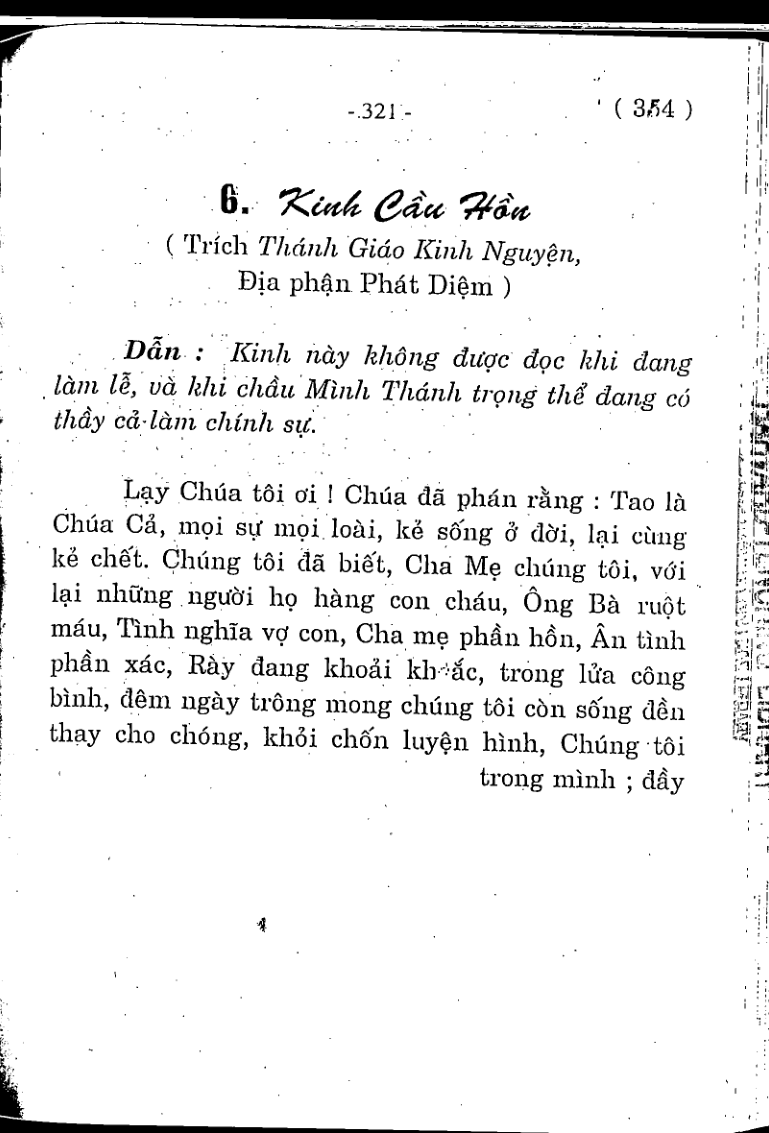 - 321 - ( 354 )
6. Kinh Cầu Hồn
( Trích Thánh Giáo Kinh Nguyện,
Địa phận Phát Diệm )
Dẫn : Kinh này không được đọc khi đang
làm lễ, và khi chầu Mình Thánh trọng thể đang có
thầy cả làm chính sự.
Lạy Chúa tôi ơi ! Chúa đã phán rằng : Tao là
Chúa Cả, mọi sự mọi loài, kẻ sống ở đời, lại cùng
kẻ chết. Chúng tôi đã biết, Cha Mẹ chúng tôi, với
lại những người họ hàng con cháu, Ông Bà ruột
máu, Tình nghĩa vợ con, Cha mẹ phần hồn, Ân tình
phần xác, Rày đang khoải khắc, trong lửa công
bình, đêm ngày trông mong chúng tôi còn sống đền
thay cho chóng, khỏi chốn luyện hình, Chúng tôi
trong mình ; đầy